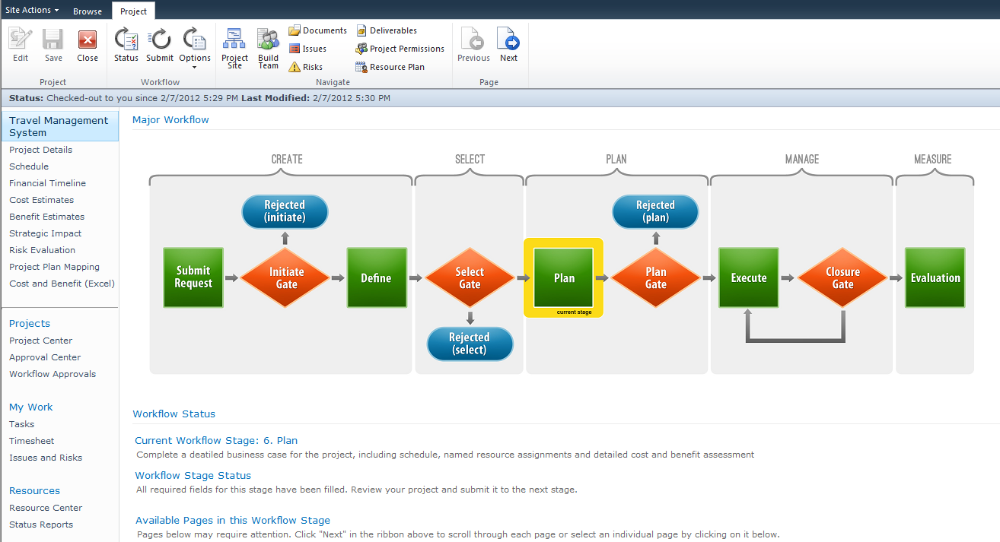 Site Actions
Browse
Project
Edit
Save
Close
Project
Status
Submit
Options
Workflow
Project
Site
Build
Team
Documents
Issues
Risks
Deliverables
Project Permissions
Resource Plan
Navigate
Previous
Next
Page
Status: Checked-out to you since 2/7/2012 5:29 PM Last Modified: 2/7/2012 5:30 PM
Travel Management
System
Project Details
Schedule
Financial Timeline
Cost Estimates
Benefit Estimates
Strategic Impact
Risk Evaluation
Project Plan Mapping
Cost and Benefit (Excel)
Projects
Project Center
Approval Center
Workflow Approvals
My Work
Tasks
Timesheet
Issues and Risks
Resources
Resource Center
Status Reports
Major Workflow
CREATE
SELECT
PLAN
MANAGE
MEASURE
Rejected
(initiate)
Rejected
(plan)
Submit
Request
Initiate
Gate
Define
Select
Gate
Plan
current stage
Plan
Gate
Execute
Closure
Gate
Evaluation
Rejected
(select)
Workflow Status
Current Workflow Stage: 6. Plan
Complete a deatiled business case for the project, including schedule, named resource assignments and detailed cost and benefit assessment
Workflow Stage Status
All required fields for this stage have been filled. Review your project and submit it to the next stage.
Available Pages in this Workflow Stage
Pages below may require attention. Click "Next" in the ribbon above to scroll through each page or select an individual page by clicking on it below.